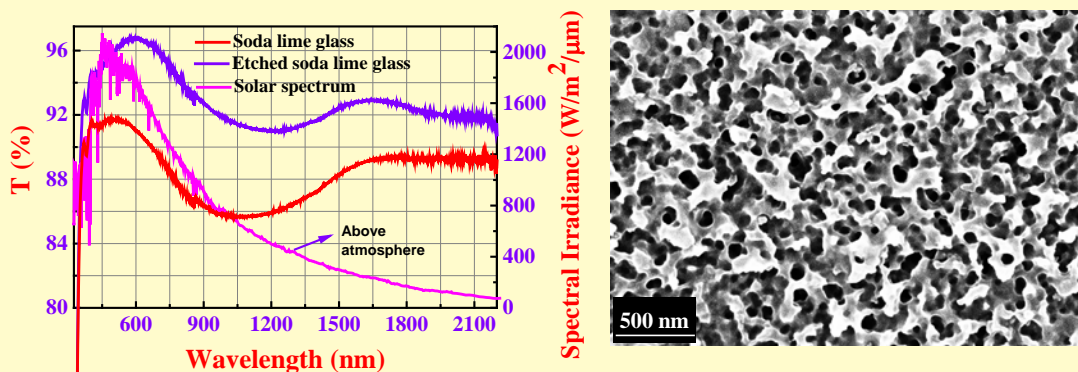 Soda lime glass
Etched soda lime glass
Solar spectrum
Above
atmosphere
T (%)
96
92
88
84
80
600
900
1200
1500
1800
2100
Wavelength (nm)
2000
1600
1200
800
400
0
Spectral Irradiance (W/m²/μm)
500 nm